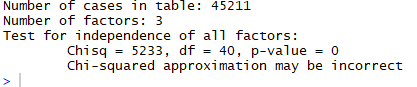 Number of cases in table: 45211
Number of factors: 3
Test for independence of all factors:
Chisq = 5233, df = 40, p-value = 0
Chi-squared approximation may be incorrect
>